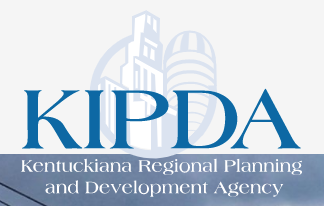 KIPDA
Kentuckiana Regional Planning
and Development Agency